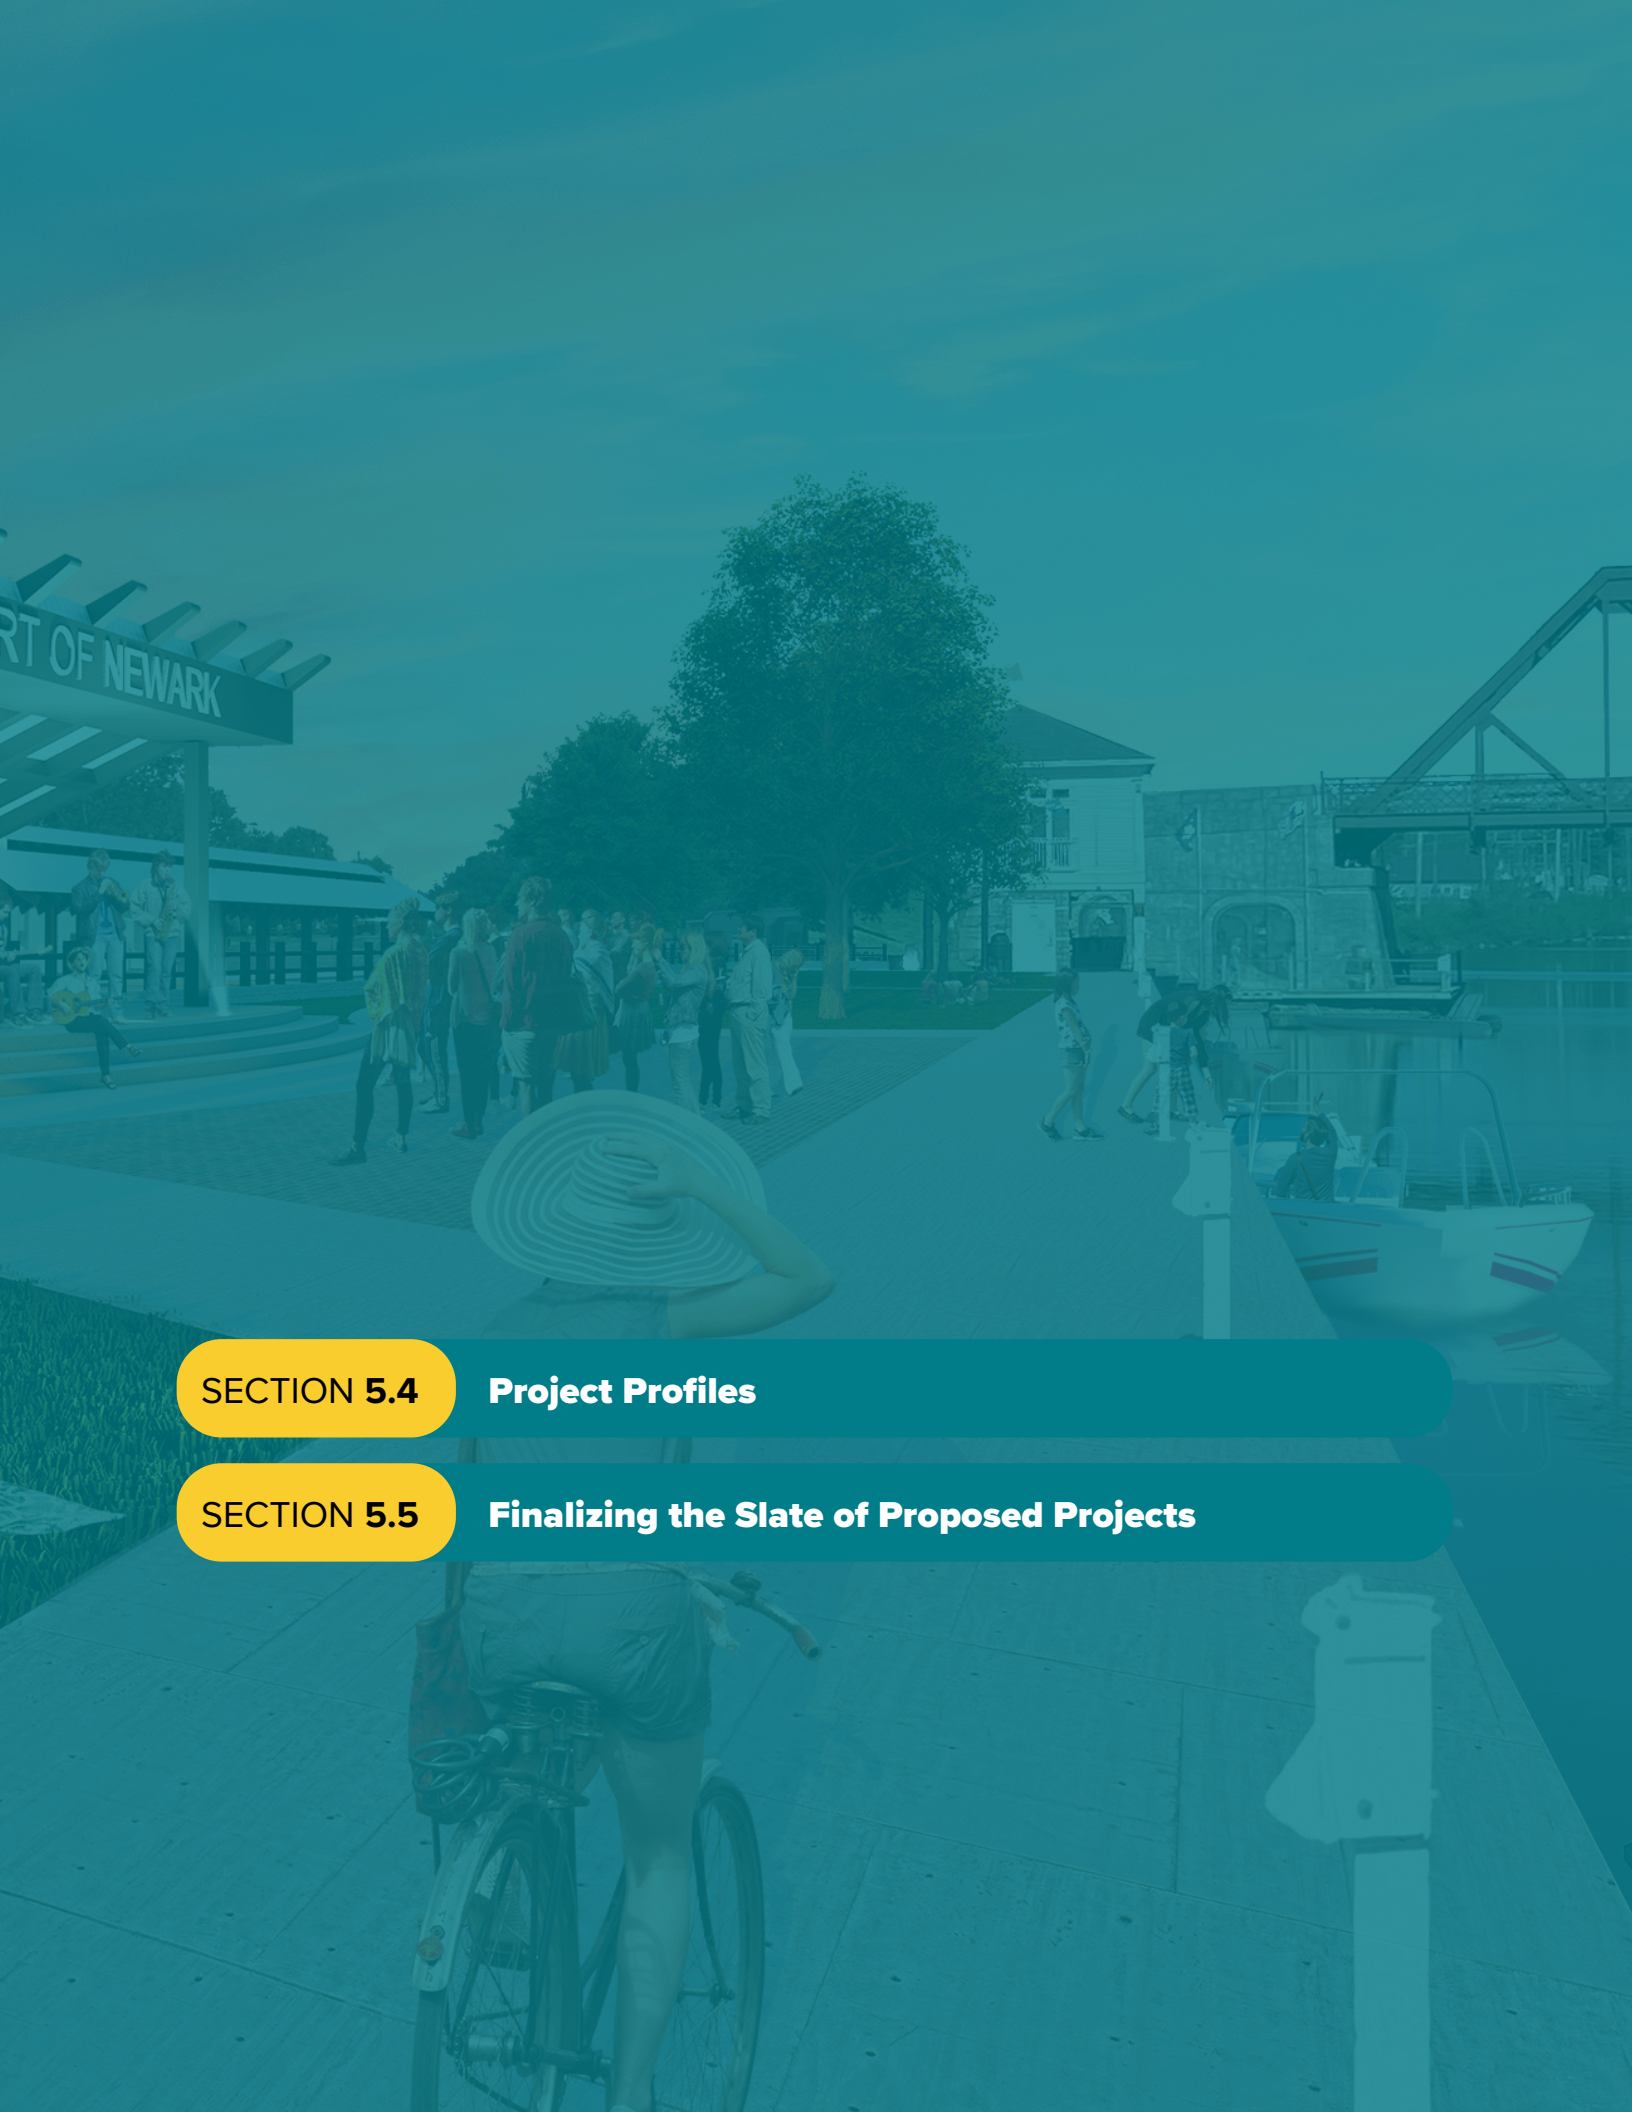 RT OF NEWARK
SECTION 5.4 Project Profiles
SECTION 5.5 Finalizing the Slate of Proposed Projects